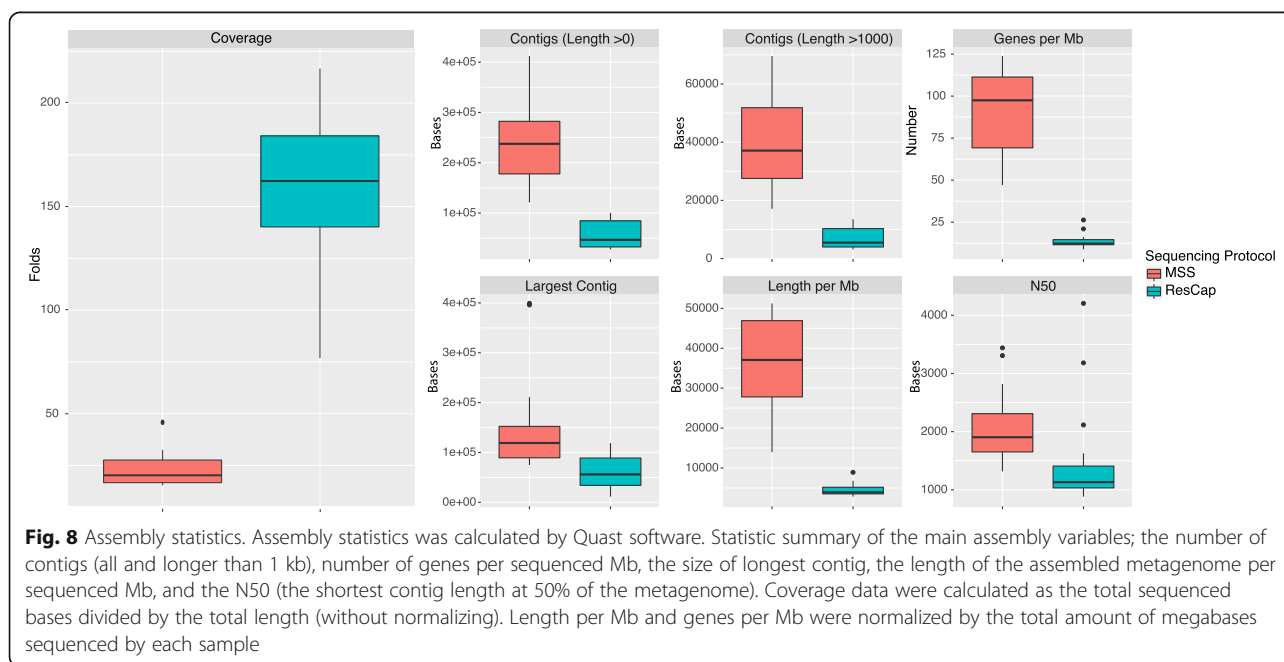 Coverage
Folds
200
150
100
50
Contigs (Length >0)
Bases
4e+05
3e+05
2e+05
1e+05
Contigs (Length >1000)
Bases
60000
40000
20000
0
Genes per Mb
Number
125
100
75
50
25
Largest Contig
Bases
4e+05
3e+05
2e+05
1e+05
0e+00
Length per Mb
Bases
50000
40000
30000
20000
10000
N50
Bases
4000
3000
2000
1000
Sequencing Protocol
MSS
ResCap
Fig. 8 Assembly statistics. Assembly statistics was calculated by Quast software. Statistic summary of the main assembly variables; the number of
contigs (all and longer than 1 kb), number of genes per sequenced Mb, the size of longest contig, the length of the assembled metagenome per
sequenced Mb, and the N50 (the shortest contig length at 50% of the metagenome). Coverage data were calculated as the total sequenced
bases divided by the total length (without normalizing). Length per Mb and genes per Mb were normalized by the total amount of megabases
sequenced by each sample